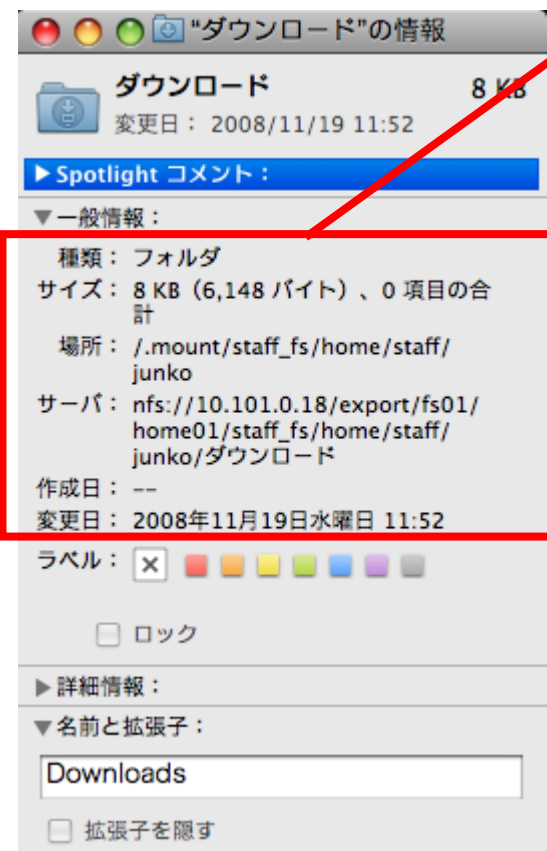 "ダウンロード"の情報
ダウンロード 8 KB
変更日： 2008/11/19 11:52
▶Spotlight コメント：
▼一般情報：
種類： フォルダ
サイズ： 8 KB（6,148 バイト）、0 項目の合
計
場所： /.mount/staff_fs/home/staff/
junko
サーバ： nfs://10.101.0.18/export/fs01/
home01/staff_fs/home/staff/
junko/ダウンロード
作成日： --
変更日： 2008年11月19日水曜日 11:52
ラベル：
ロック
▶詳細情報：
▼名前と拡張子：
Downloads
拡張子を隠す